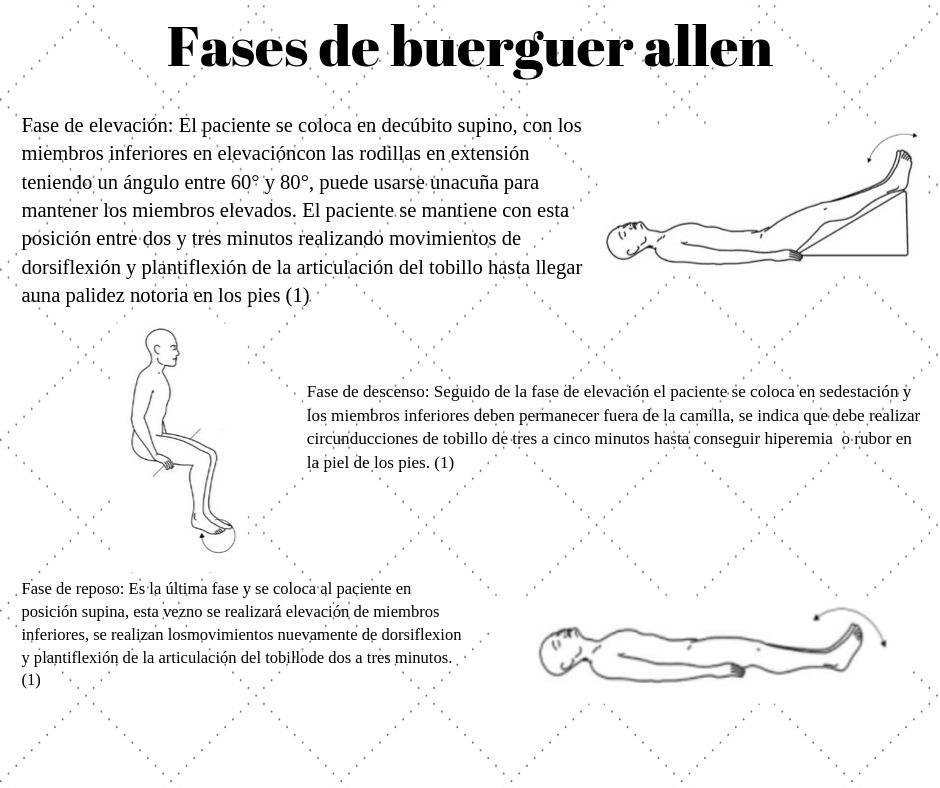 Fases de buerguer allen
Fase de elevación: El paciente se coloca en decúbito supino, con los
miembros inferiores en elevacióncon las rodillas en extensión
teniendo un ángulo entre 60° y 80°, puede usarse unacuña para
mantener los miembros elevados. El paciente se mantiene con esta
posición entre dos y tres minutos realizando movimientos de
dorsiflexión y plantiflexión de la articulación del tobillo hasta llegar
auna palidez notoria en los pies (1)
Fase de descenso: Seguido de la fase de elevación el paciente se coloca en sedestación y
los miembros inferiores deben permanecer fuera de la camilla, se indica que debe realizar
circunducciones de tobillo de tres a cinco minutos hasta conseguir hiperemia  o rubor en
la piel de los pies. (1)
Fase de reposo: Es la última fase y se coloca al paciente en
posición supina, esta vezno se realizará elevación de miembros
inferiores, se realizan losmovimientos nuevamente de dorsiflexion
y plantiflexión de la articulación del tobillode dos a tres minutos.
(1)